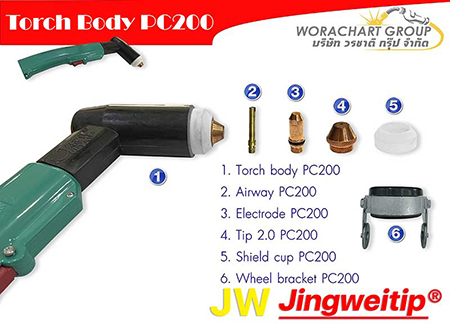 Torch Body PC200
WORACHART GROUP
บริษัท วรชาติ กรุ๊ป จำกัด
2
3
4
5
1
6
1. Torch body PC200
2. Airway PC200
3. Electrode PC200
4. Tip 2.0 PC200
5. Shield cup PC200
6. Wheel bracket PC200
JW Jingweitip®